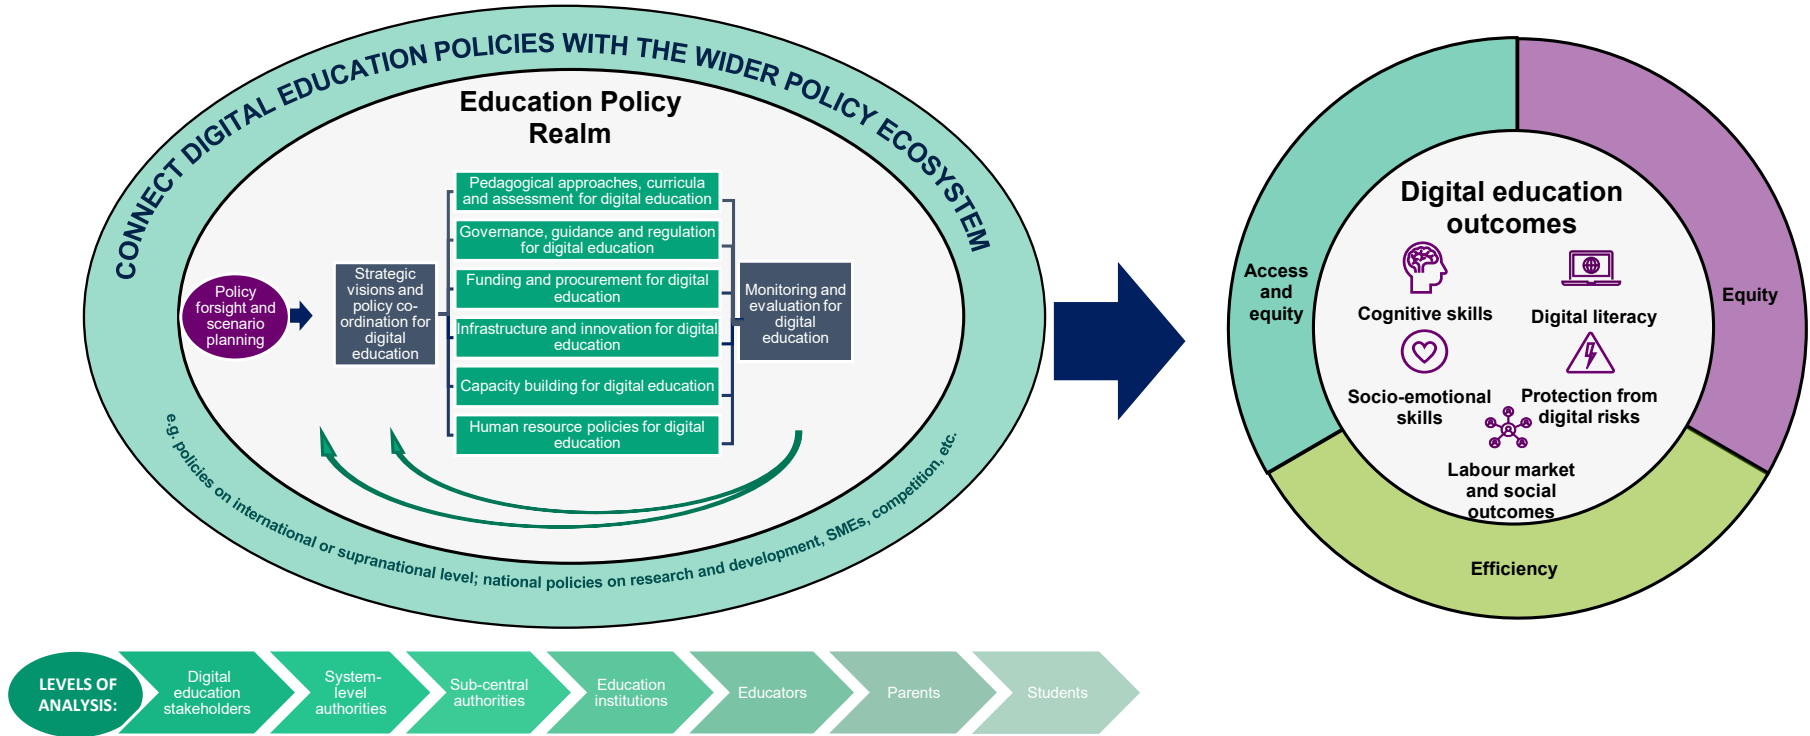 CONNECT DIGITAL EDUCATION POLICIES WITH THE WIDER POLICY ECOSYSTEM
Education Policy
Realm
Policy
forsight and
scenario
planning
Strategic
visions and
policy co-
ordination for
digital
education
Pedagogical approaches, curricula
and assessment for digital education
Governance, guidance and regulation
for digital education
Funding and procurement for digital
education
Infrastructure and innovation for digital
education
Capacity building for digital education
Human resource policies for digital
education
Monitoring and
evaluation for
digital
education
e.g. policies on international or supranational level; national policies on research and development, SMEs, competition, etc.
Digital education
outcomes
Access
and
equity
Equity
Efficiency
Cognitive skills
Digital literacy
Socio-emotional
skills
Protection from
digital risks
Labour market
and social
outcomes
LEVELS OF
ANALYSIS:
Digital
education
stakeholders
System-
level
authorities
Sub-central
authorities
Education
institutions
Educators
Parents
Students